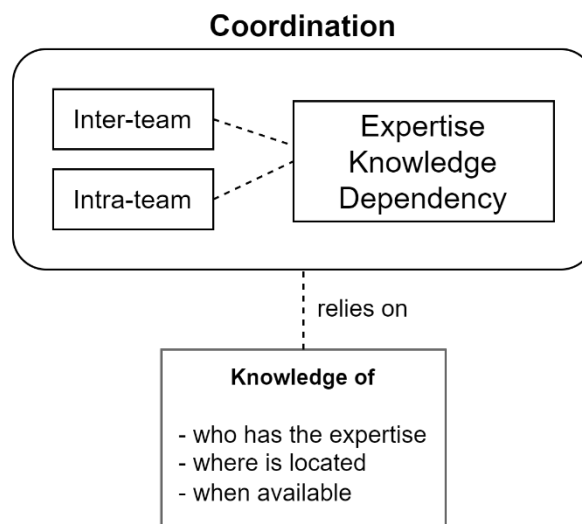 Coordination
Inter-team
Intra-team
Expertise
Knowledge
Dependency
relies on
Knowledge of
- who has the expertise
- where is located
- when available